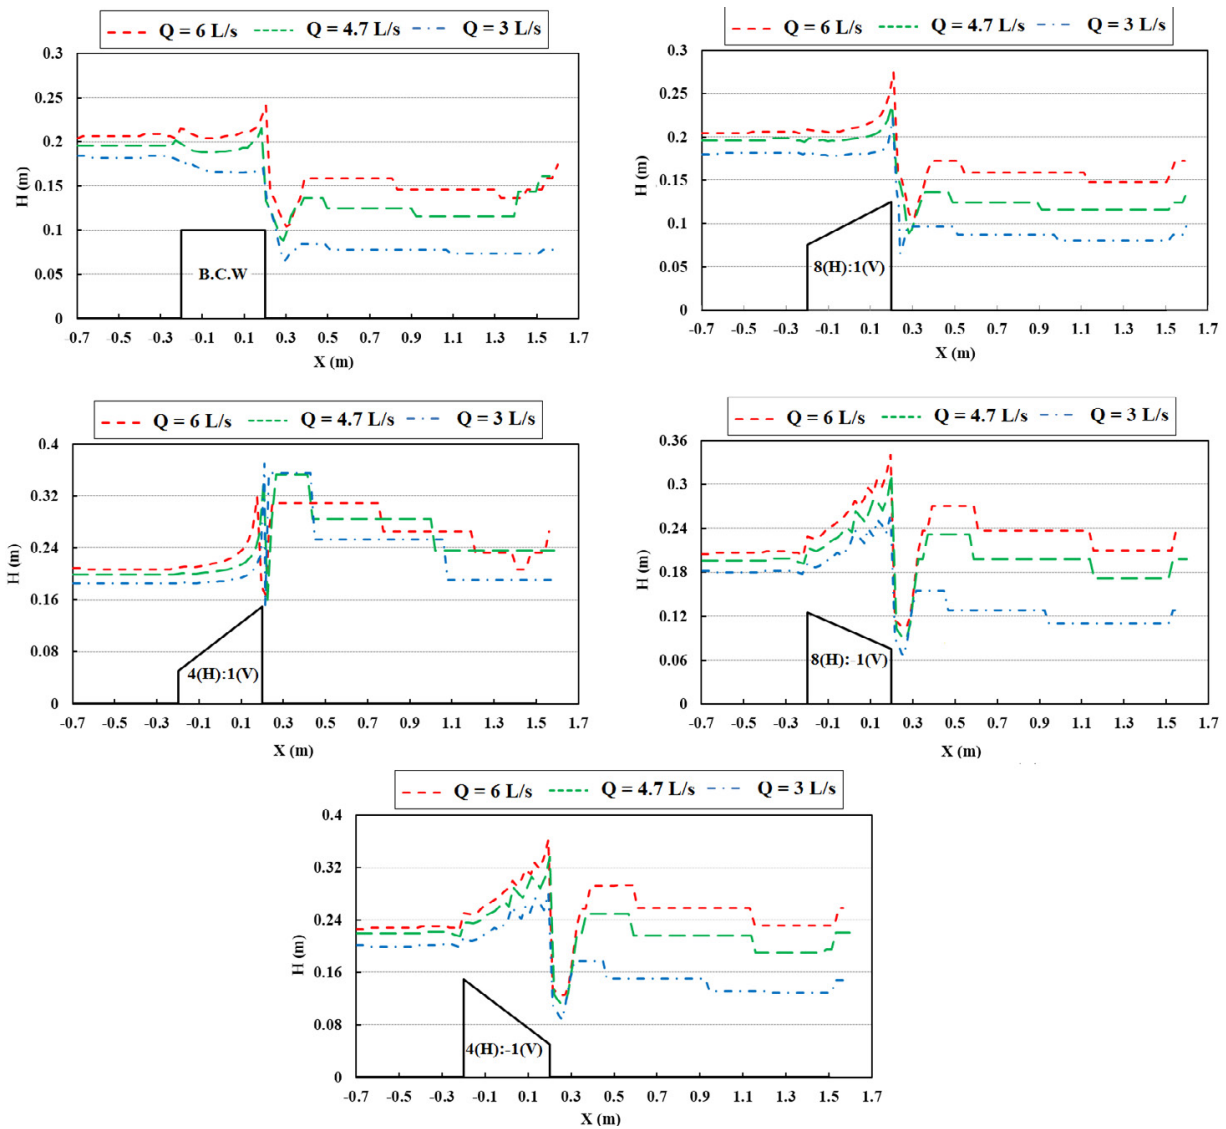 Q = 6 L/s Q = 4.7 L/s Q = 3 L/s
0.3
0.25
0.2
0.15
0.1
0.05
0
H (m)
B.C.W
-0.7 -0.5 -0.3 -0.1 0.1 0.3 0.5 0.7 0.9 1.1 1.3 1.5 1.7
X (m)
Q = 6 L/s Q = 4.7 L/s Q = 3 L/s
0.3
0.25
0.2
0.15
0.1
0.05
0
H (m)
8(H):1(V)
-0.7 -0.5 -0.3 -0.1 0.1 0.3 0.5 0.7 0.9 1.1 1.3 1.5 1.7
X (m)
Q = 6 L/s Q = 4.7 L/s Q = 3 L/s
0.4
0.32
0.24
0.16
0.08
0
H (m)
4(H):1(V)
-0.7 -0.5 -0.3 -0.1 0.1 0.3 0.5 0.7 0.9 1.1 1.3 1.5 1.7
X (m)
Q = 6 L/s Q = 4.7 L/s Q = 3 L/s
0.36
0.3
0.24
0.18
0.12
0.06
0
H (m)
8(H):-1(V)
-0.7 -0.5 -0.3 -0.1 0.1 0.3 0.5 0.7 0.9 1.1 1.3 1.5 1.7
X (m)
Q = 6 L/s Q = 4.7 L/s Q = 3 L/s
0.4
0.32
0.24
0.16
0.08
0
H (m)
4(H):-1(V)
-0.7 -0.5 -0.3 -0.1 0.1 0.3 0.5 0.7 0.9 1.1 1.3 1.5 1.7
X (m)